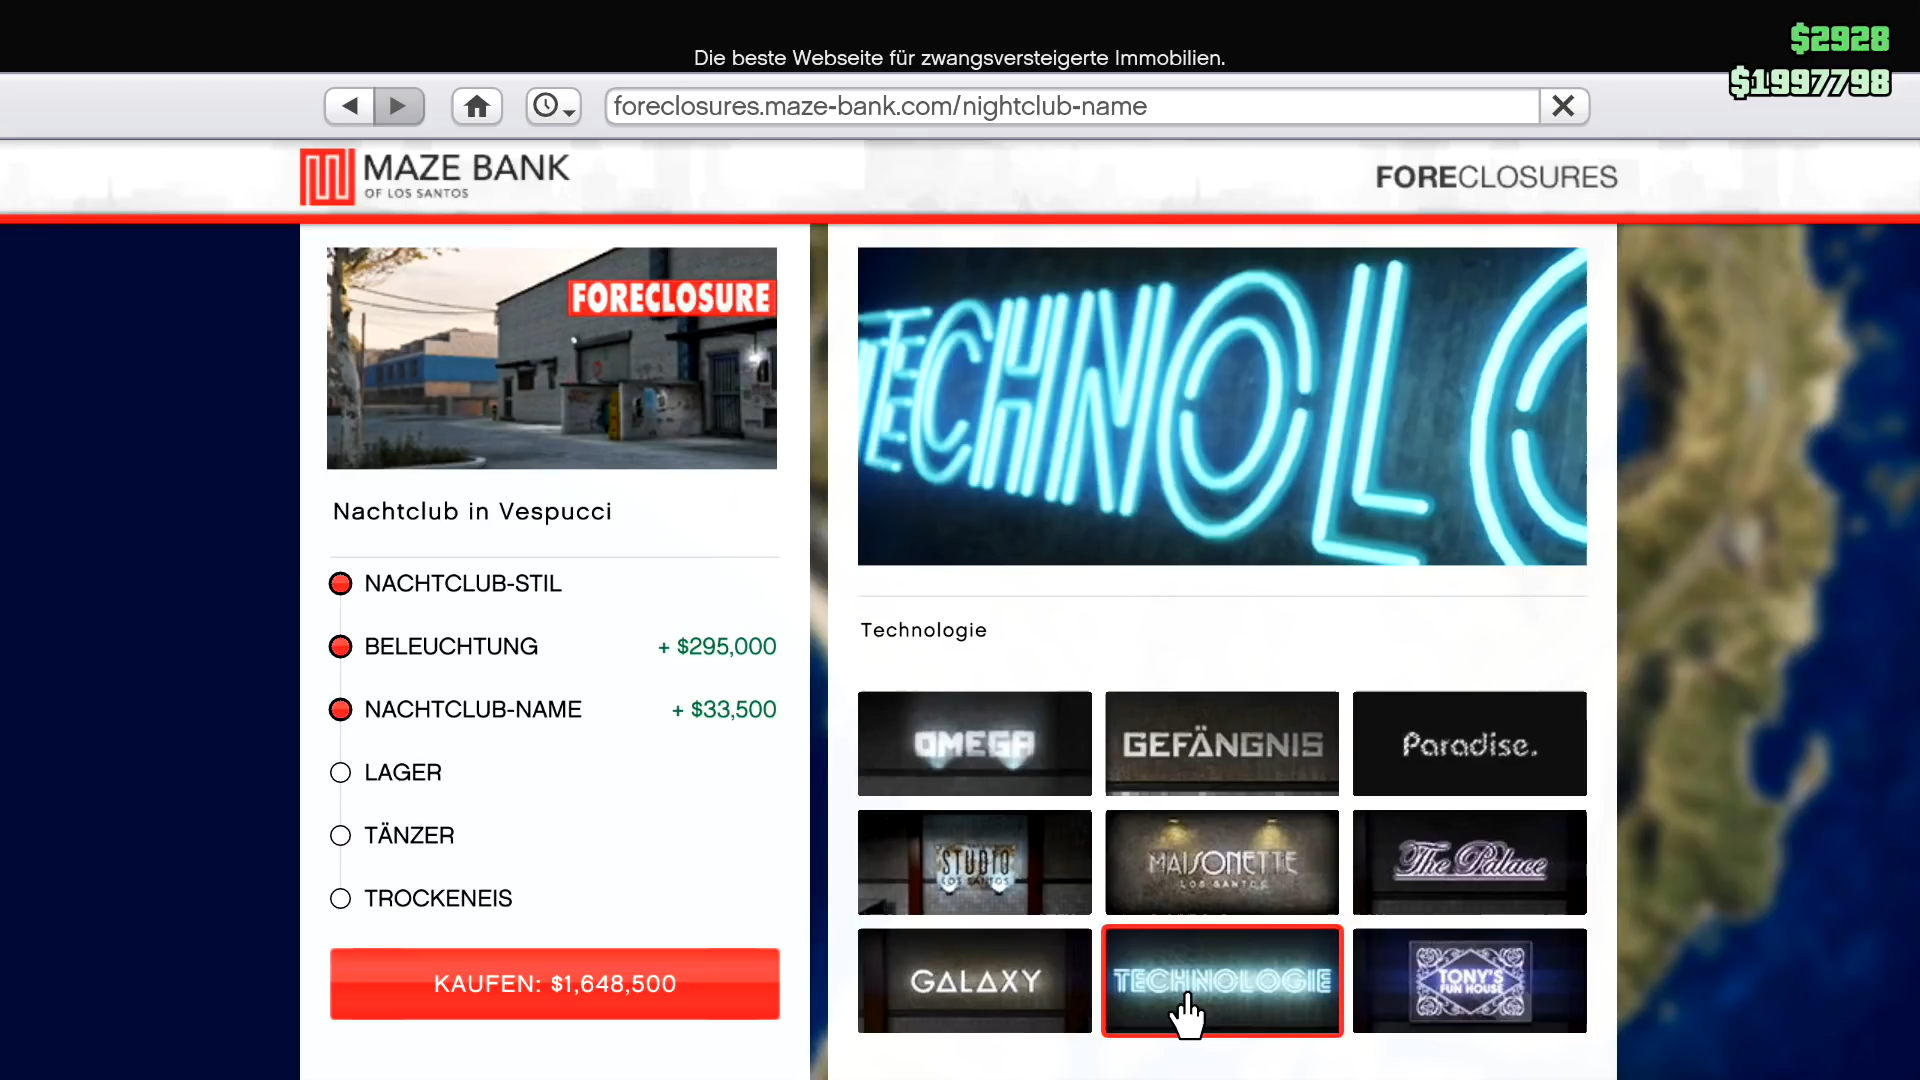 $2928
Die beste Webseite für zwangsversteigerte Immobilien.
$1997798
foreclosures.maze-bank.com/nightclub-name
MAZE BANK
OF LOS SANTOS
FORECLOSURES
FORECLOSURE
TECHNOLO
Nachtclub in Vespucci
NACHTCLUB-STIL
BELEUCHTUNG + $295,000
NACHTCLUB-NAME + $33,500
LAGER
TÄNZER
TROCKENEIS
KAUFEN: $1,648,500
Technologie
OMEGA
GEFÄNGNIS
Paradise.
STUDIO
LOS SANTOS
MAISONETTE
LOS SANTOS
The Palace
GALAXY
TECHNOLOGIE
TONY'S
FUN HOUSE